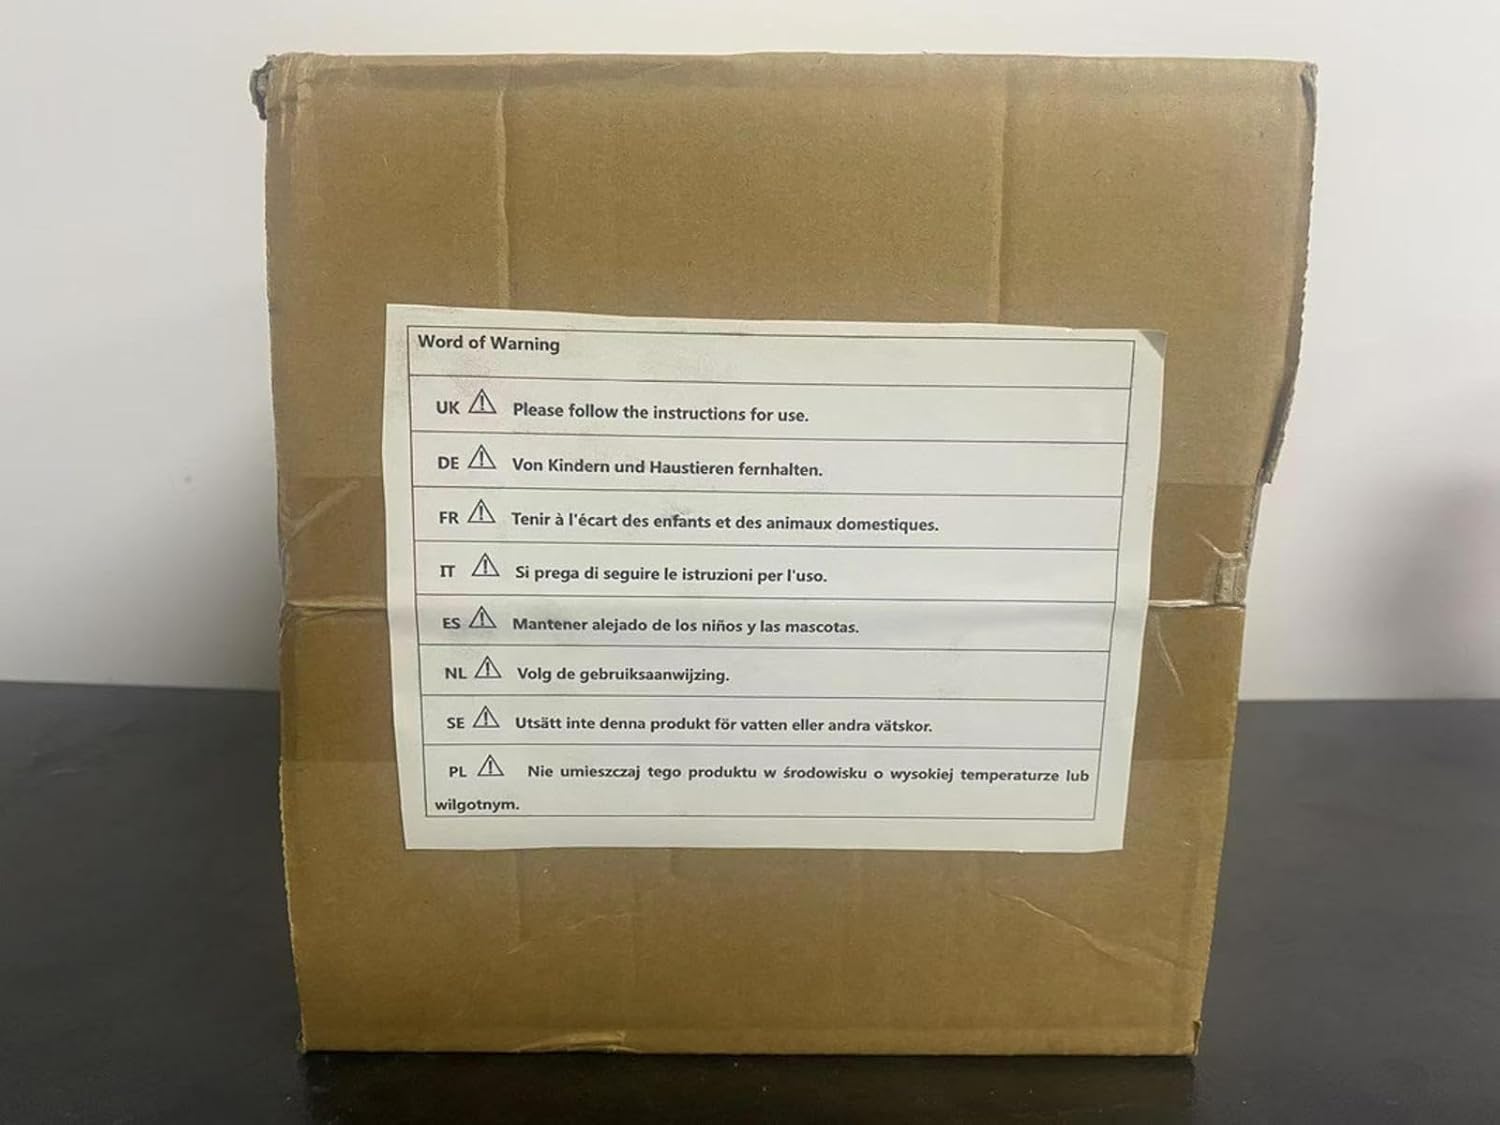 Word of Warning
UK ⚠ Please follow the instructions for use.
DE ⚠ Von Kindern und Haustieren fernhalten.
FR ⚠ Tenir à l'écart des enfants et des animaux domestiques.
IT ⚠ Si prega di seguire le istruzioni per l'uso.
ES ⚠ Mantener alejado de los niños y las mascotas.
NL ⚠ Volg de gebruiksaanwijzing.
SE ⚠ Utsätt inte denna produkt för vatten eller andra vätskor.
PL ⚠ Nie umieszczaj tego produktu w środowisku o wysokiej temperaturze lub
wilgotnym.